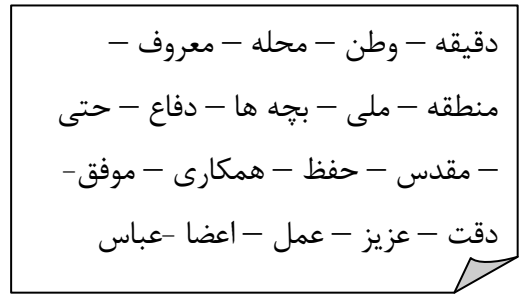 دقیقه – وطن – محله – معروف –
منطقه – ملی – بچه ها – دفاع – حتی
– مقدس – حفظ – همکاری – موفق-
دقت – عزیز – عمل – اعضا -عباس